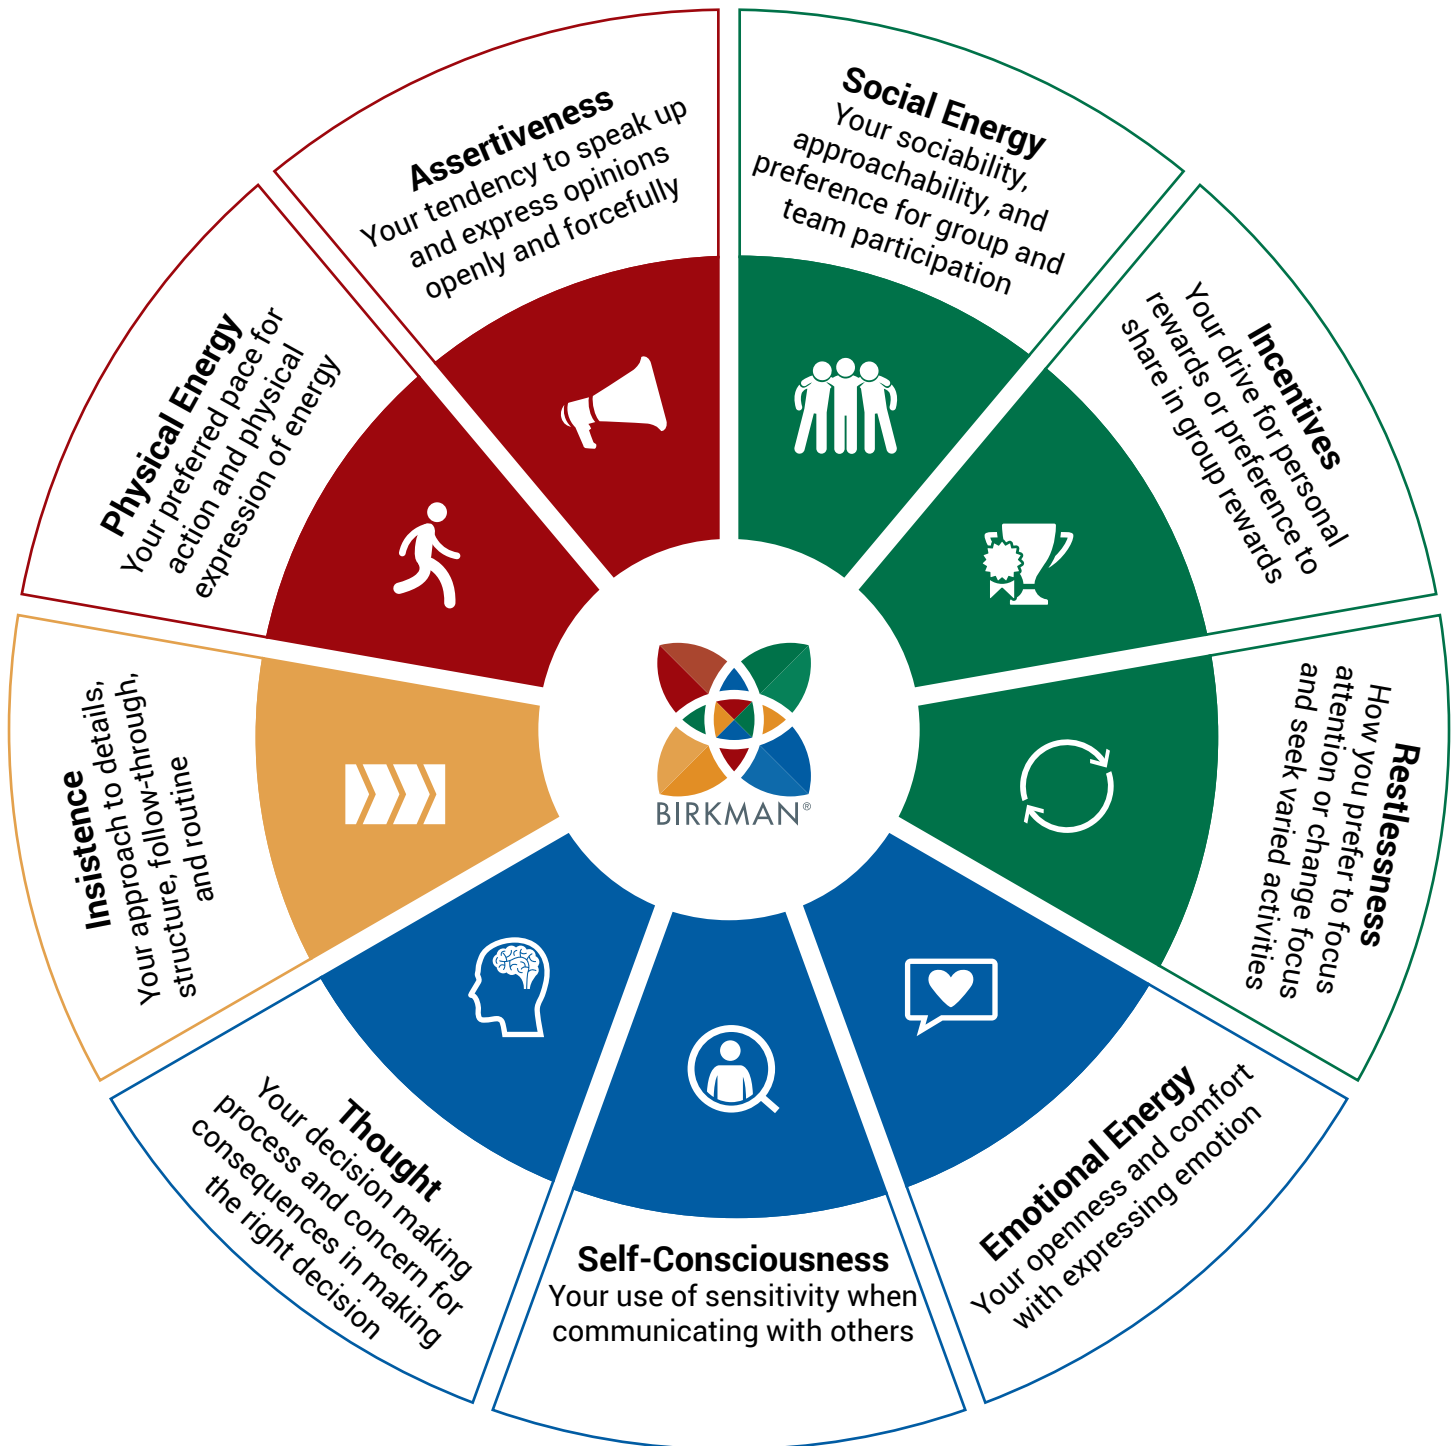 Social Energy
Your sociability,
approachability, and
preference for group and
team participation
Incentives
Your drive for personal
rewards or preference to
share in group rewards
Restlessness
How you prefer to focus
attention or change focus
and seek varied activities
Emotional Energy
Your openness and comfort
with expressing emotion
Self-Consciousness
Your use of sensitivity when
communicating with others
Thought
Your decision making
process and concern for
consequences in making
the right decision
Insistence
Your approach to details,
structure, follow-through,
and routine
Physical Energy
Your preferred pace for
action and physical
expression of energy
Assertiveness
Your tendency to speak up
and express opinions
openly and forcefully
BIRKMAN®